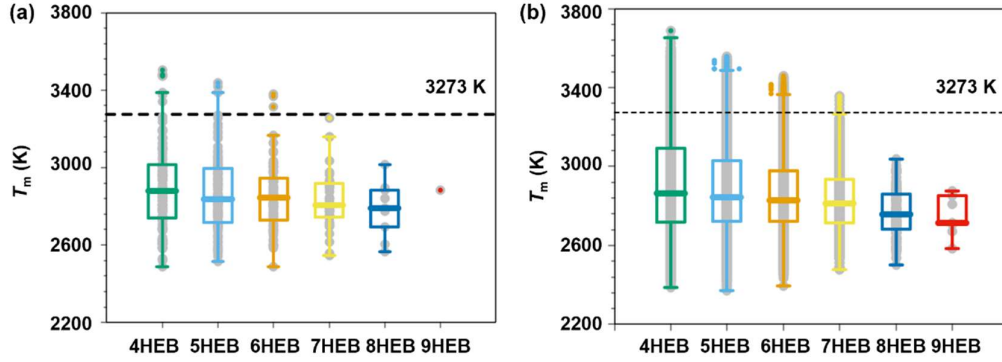 (a)
3800
3400
3000
2600
2200
Tm (K)
3273 K
4HEB 5HEB 6HEB 7HEB 8HEB 9HEB
(b)
3800
3400
3000
2600
2200
Tm (K)
3273 K
4HEB 5HEB 6HEB 7HEB 8HEB 9HEB